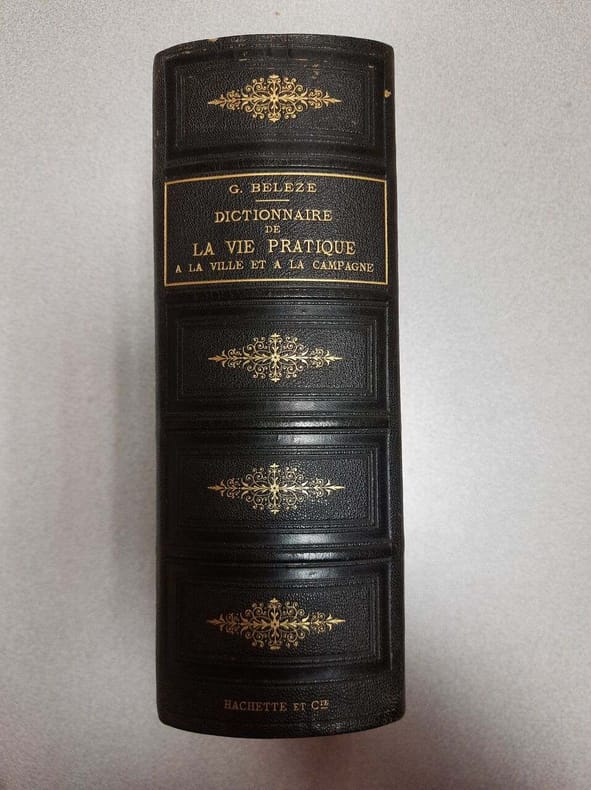 G. BELEZE
DICTIONNAIRE
DE
LA VIE PRATIQUE
A LA VILLE ET A LA CAMPAGNE
HACHETTE ET CIE